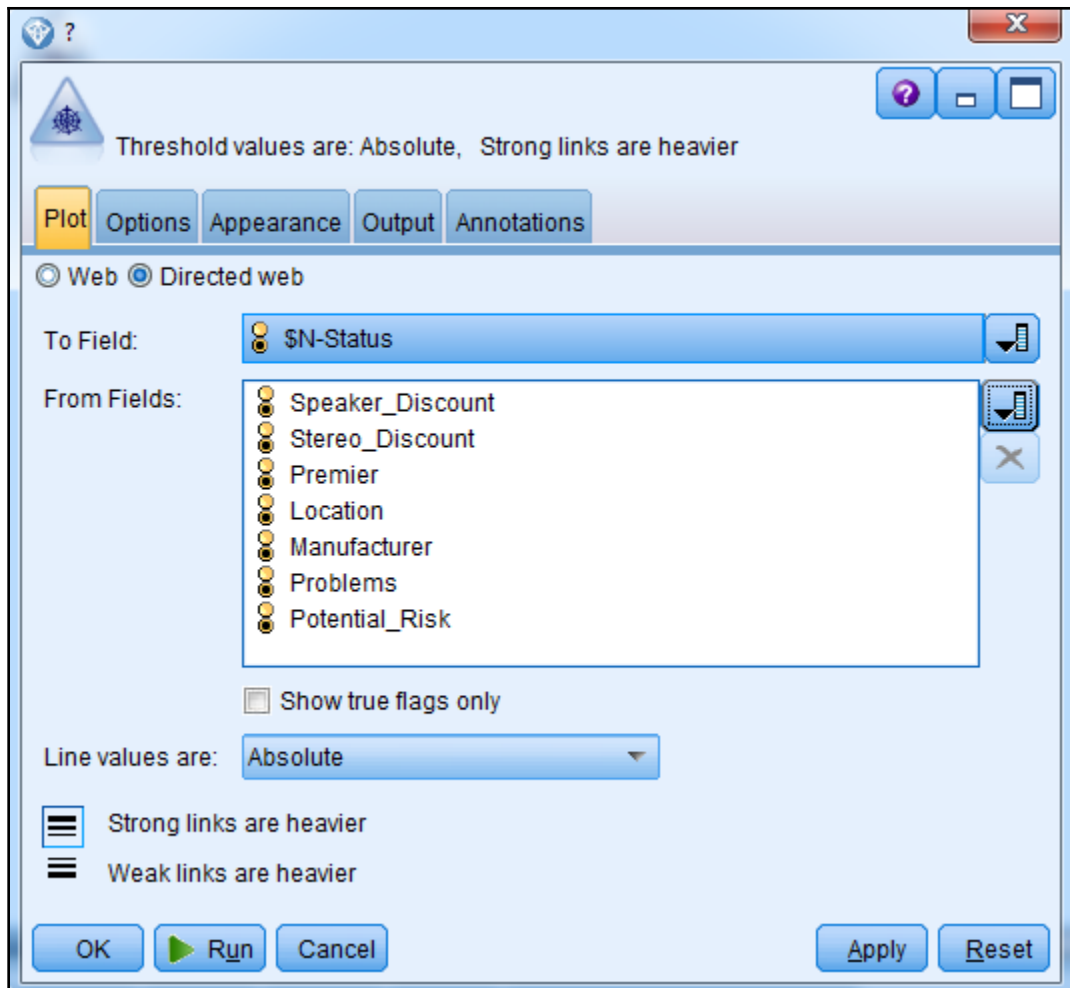 ?
Threshold values are: Absolute, Strong links are heavier
Plot Options Appearance Output Annotations
Web Directed web
To Field: $N-Status
From Fields: Speaker_Discount
Stereo_Discount
Premier
Location
Manufacturer
Problems
Potential_Risk
Show true flags only
Line values are: Absolute
Strong links are heavier
Weak links are heavier
OK Run Cancel Apply Reset